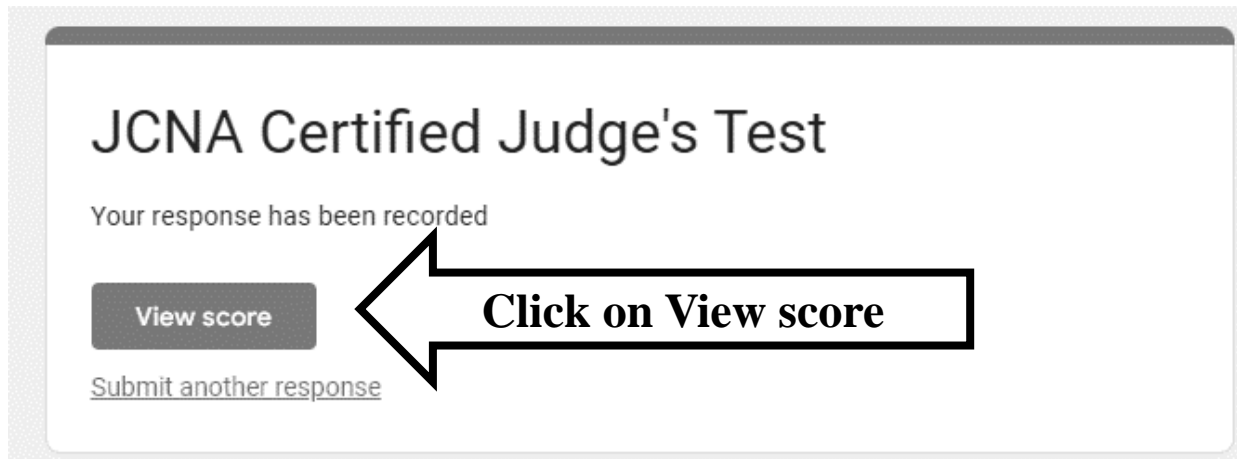 JCNA Certified Judge's Test
Your response has been recorded
View score
Click on View score
Submit another response